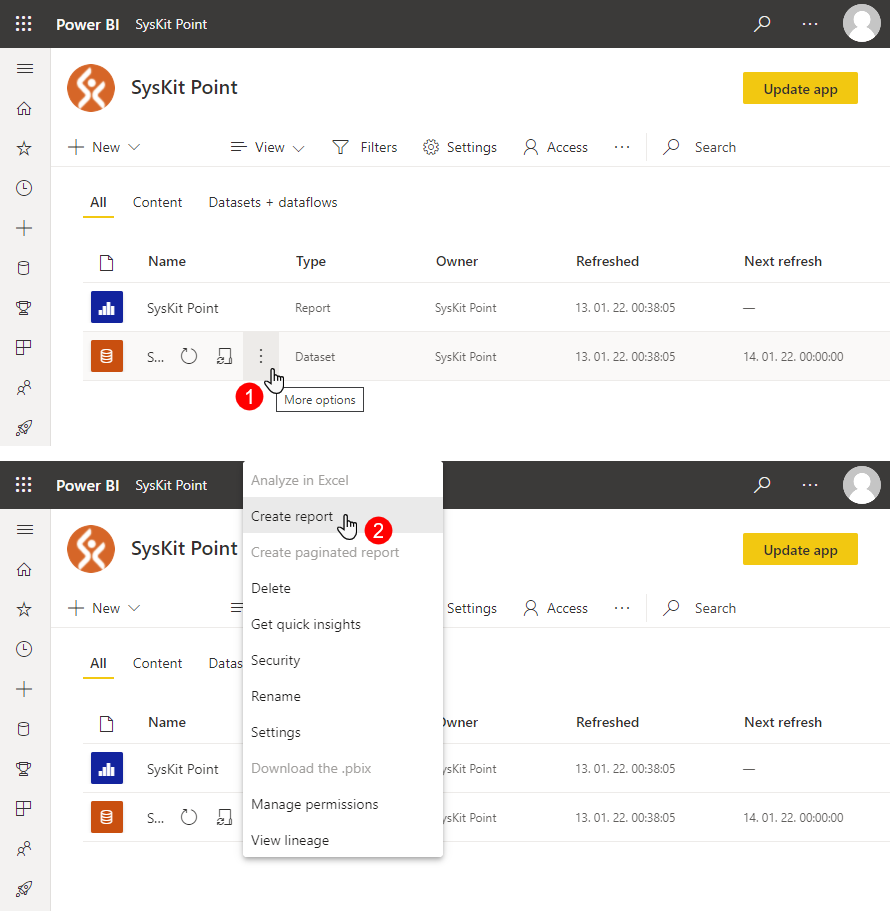 Power BI SysKit Point
SysKit Point
Update app
New View Filters Settings Access Search
All Content Datasets + dataflows
Name Type Owner Refreshed Next refresh
SysKit Point Report SysKit Point 13. 01. 22. 00:38:05 —
S... Dataset SysKit Point 13. 01. 22. 00:38:05 14. 01. 22. 00:00:00
1
More options
Power BI SysKit Point
SysKit Point
Update app
New Settings Access Search
All Content Datas
Name wner Refreshed Next refresh
SysKit Point ysKit Point 13. 01. 22. 00:38:05 —
S... ysKit Point 13. 01. 22. 00:38:05 14. 01. 22. 00:00:00
Analyze in Excel
Create report
2
Create paginated report
Delete
Get quick insights
Security
Rename
Settings
Download the .pbix
Manage permissions
View lineage